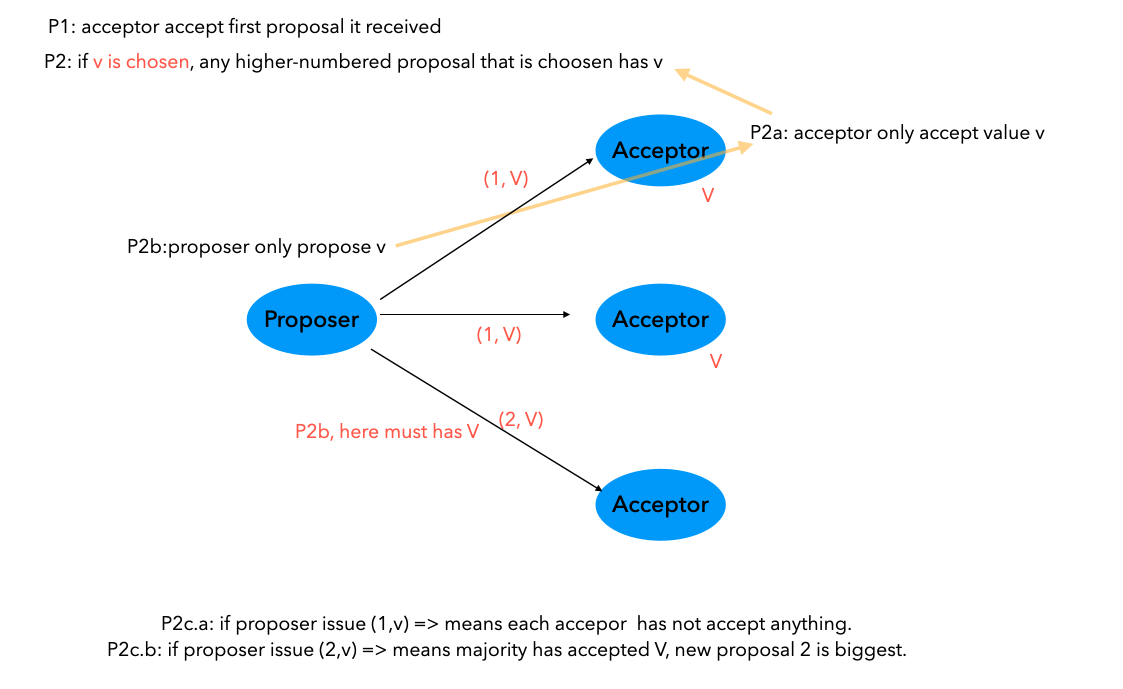 P1: acceptor accept first proposal it received
P2: if v is chosen, any higher-numbered proposal that is choosen has v
P2a: acceptor only accept value v
Acceptor
(1, V)
V
P2b:proposer only propose v
Proposer
Acceptor
(1, V)
V
(2, V)
P2b, here must has V
Acceptor
P2c.a: if proposer issue (1,v) => means each accepor has not accept anything.
P2c.b: if proposer issue (2,v) => means majority has accepted V, new proposal 2 is biggest.